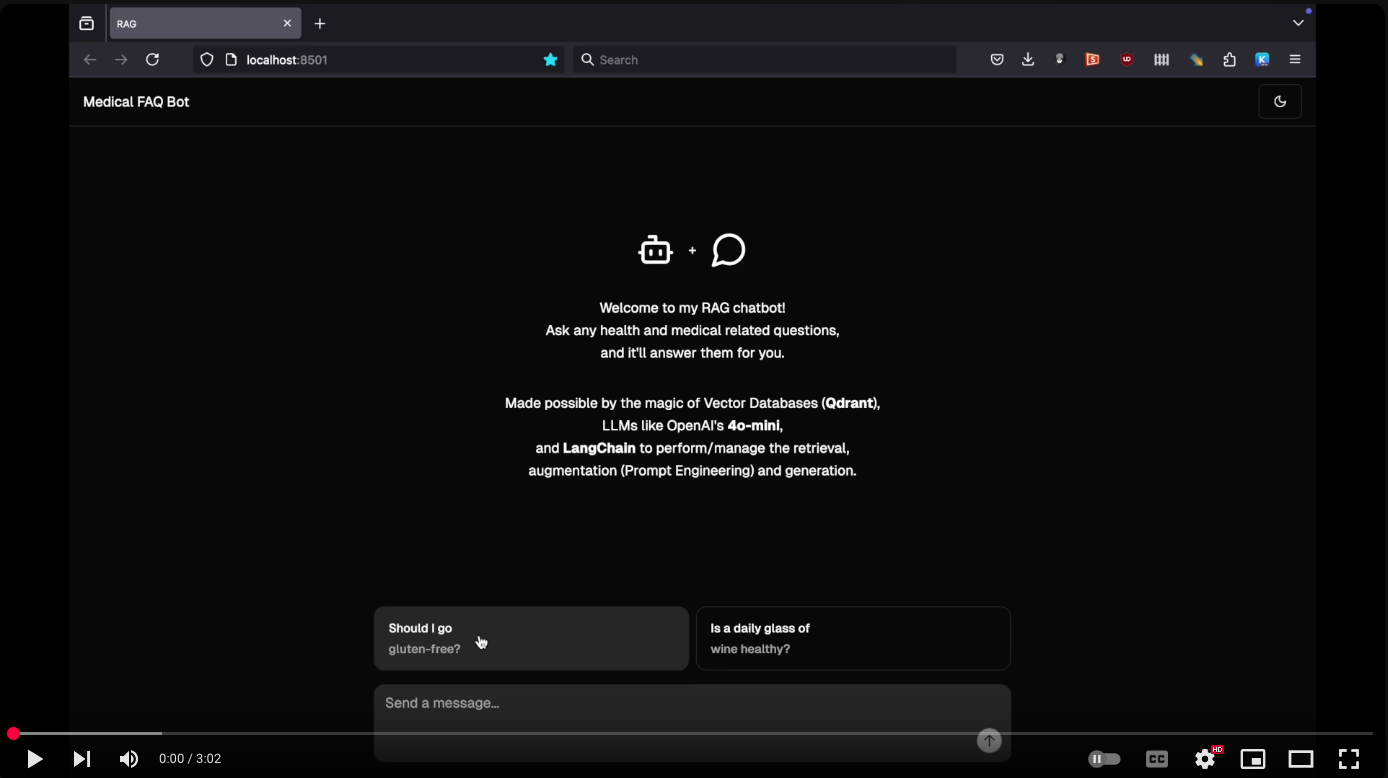 RAG
localhost:8501
Search
Medical FAQ Bot
+
Welcome to my RAG chatbot!
Ask any health and medical related questions,
and it'll answer them for you.
Made possible by the magic of Vector Databases (Qdrant),
LLMs like OpenAI's 4o-mini,
and LangChain to perform/manage the retrieval,
augmentation (Prompt Engineering) and generation.
Should I go
gluten-free?
Is a daily glass of
wine healthy?
Send a message...
0:00 / 3:02
CC
HD